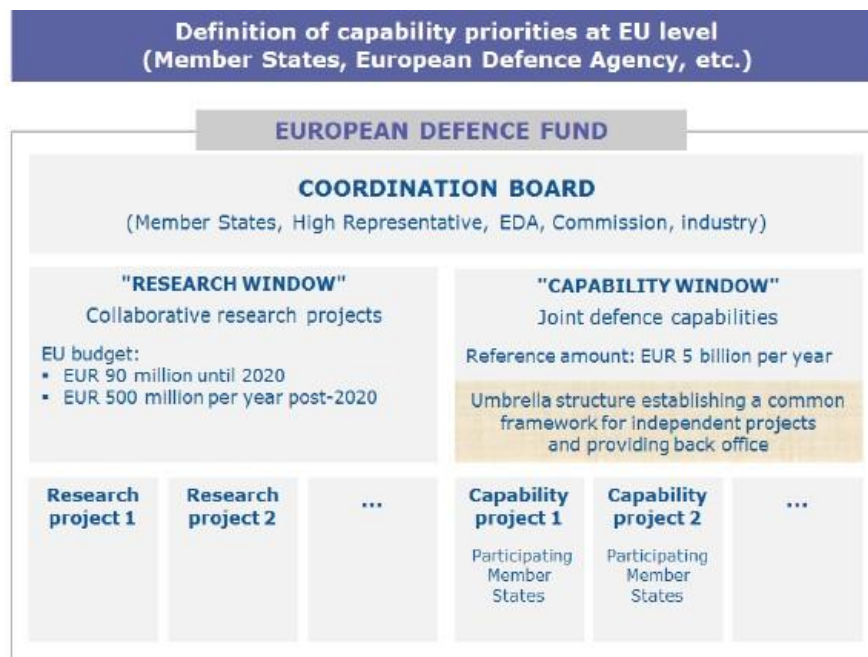 Definition of capability priorities at EU level
(Member States, European Defence Agency, etc.)
EUROPEAN DEFENCE FUND
COORDINATION BOARD
(Member States, High Representative, EDA, Commission, industry)
"RESEARCH WINDOW"
Collaborative research projects
EU budget:
▪ EUR 90 million until 2020
▪ EUR 500 million per year post-2020
"CAPABILITY WINDOW"
Joint defence capabilities
Reference amount: EUR 5 billion per year
Umbrella structure establishing a common
framework for independent projects
and providing back office
Research
project 1
Research
project 2
...
Capability
project 1
Participating
Member
States
Capability
project 2
Participating
Member
States
...